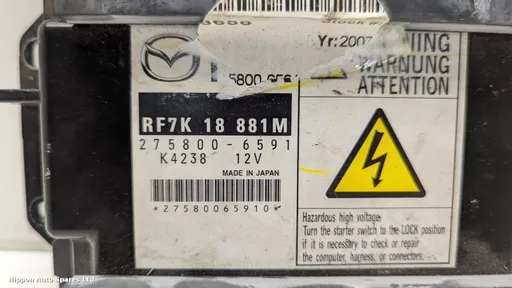 Stock #
Yr:2007
WARNUNG
ATTENTION
RF7K 18 881M
275800-6591
K4238 12V
MADE IN JAPAN
*27580065910*
Hazardous high voltage
Turn the starter switch to the LOCK position
if it is necessary to check or repair
the computer, harness, or connectors.
Nippon Auto Spares Ltd